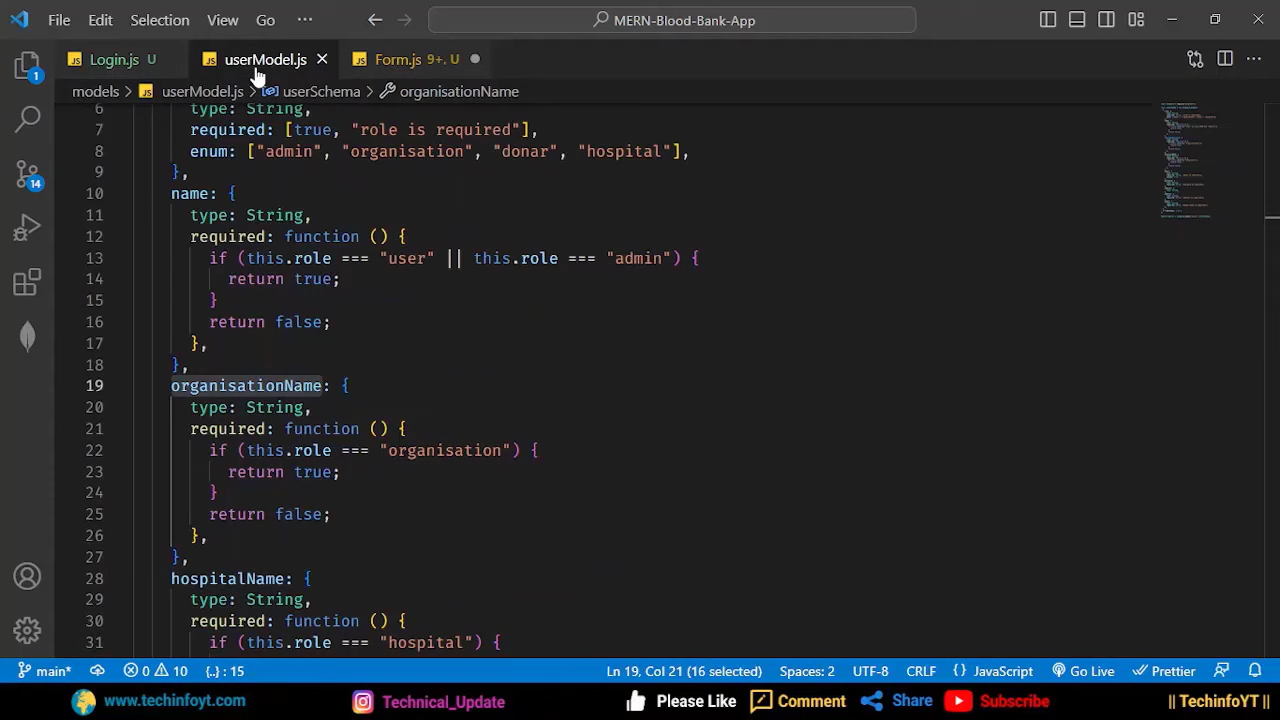 File Edit Selection View Go ··· MERN-Blood-Bank-App
JS Login.js U JS userModel.js JS Form.js 9+, U
models > JS userModel.js > userSchema > organisationName
6 type: String,
7 required: [true, "role is required"],
8 enum: ["admin", "organisation", "donar", "hospital"],
9 },
10 name: {
11 type: String,
12 required: function () {
13 if (this.role === "user" || this.role === "admin") {
14 return true;
15 }
16 return false;
17 },
18 },
19 organisationName: {
20 type: String,
21 required: function () {
22 if (this.role === "organisation") {
23 return true;
24 }
25 return false;
26 },
27 },
28 hospitalName: {
29 type: String,
30 required: function () {
31 if (this.role === "hospital") {
1
14
main* 0 10 {..} : 15 Ln 19, Col 21 (16 selected) Spaces: 2 UTF-8 CRLF {} JavaScript Go Live Prettier
www.techinfoyt.com Technical_Update Please Like Comment Share Subscribe || TechinfoYT ||